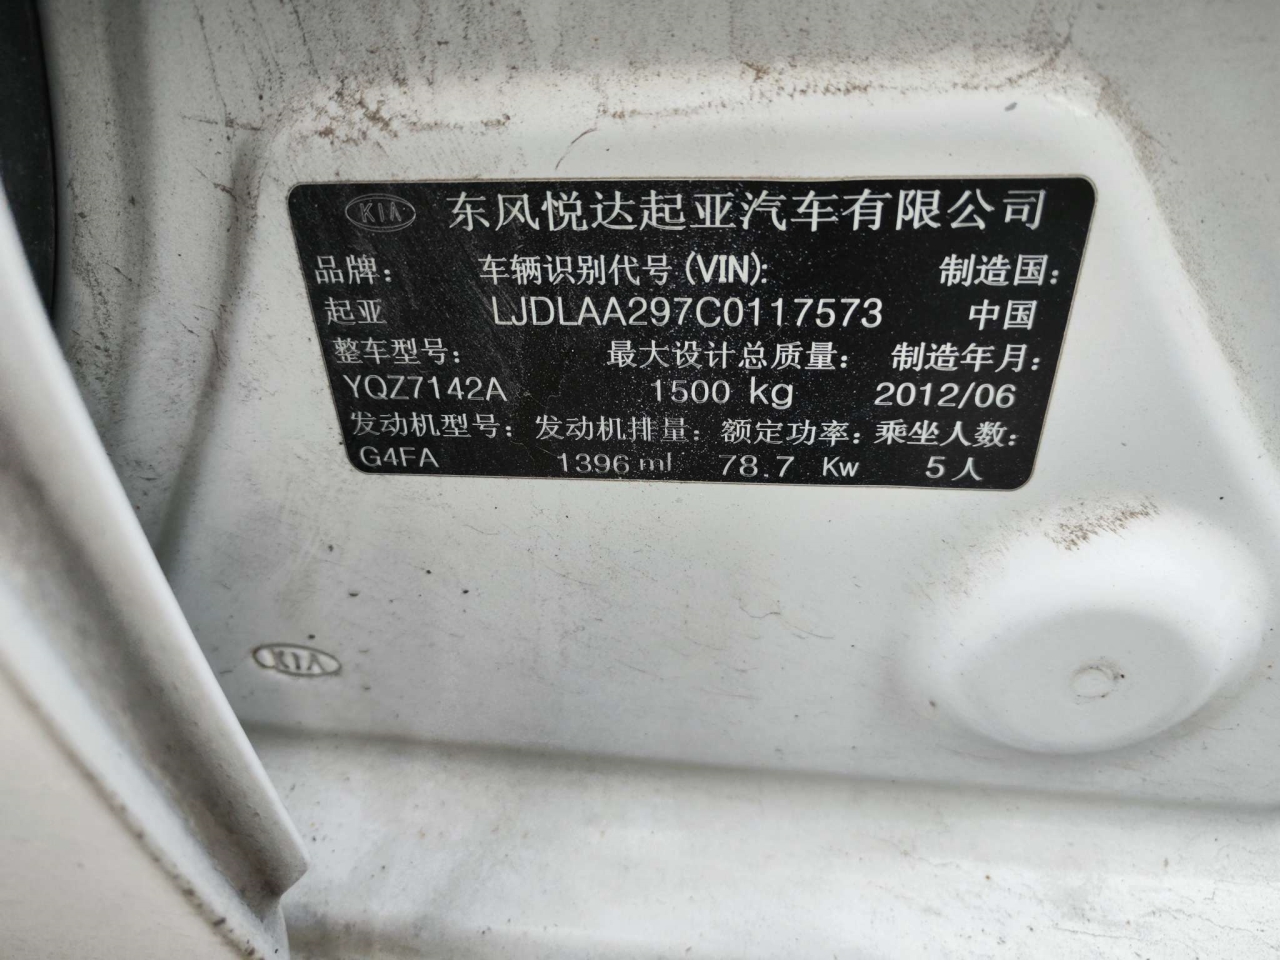 KIA 东风悦达起亚汽车有限公司
品牌： 车辆识别代号(VIN)： 制造国：
起亚 LJDLAA297C0117573 中国
整车型号： 最大设计总质量： 制造年月：
YQZ7142A 1500 kg 2012/06
发动机型号： 发动机排量： 额定功率： 乘坐人数：
G4FA 1396 ml 78.7 Kw 5人
KIA